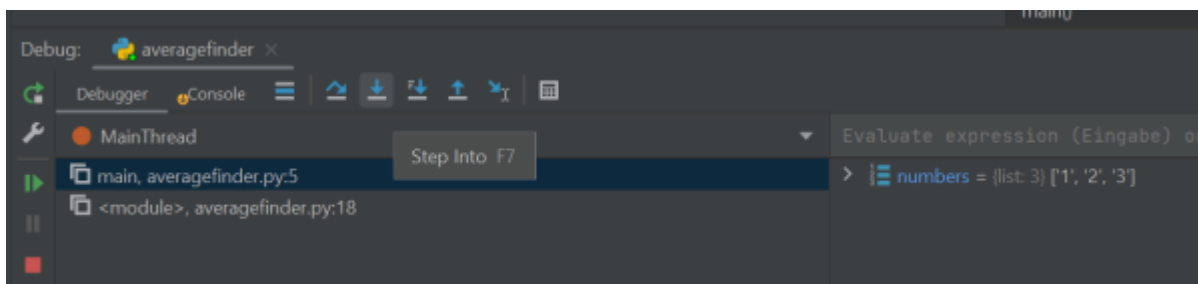 main()
Debug: averagefinder
Debugger Console
MainThread
Evaluate expression (Eingabe) o
Step Into F7
main, averagefinder.py:5
numbers = {list: 3} ['1', '2', '3']
<module>, averagefinder.py:18